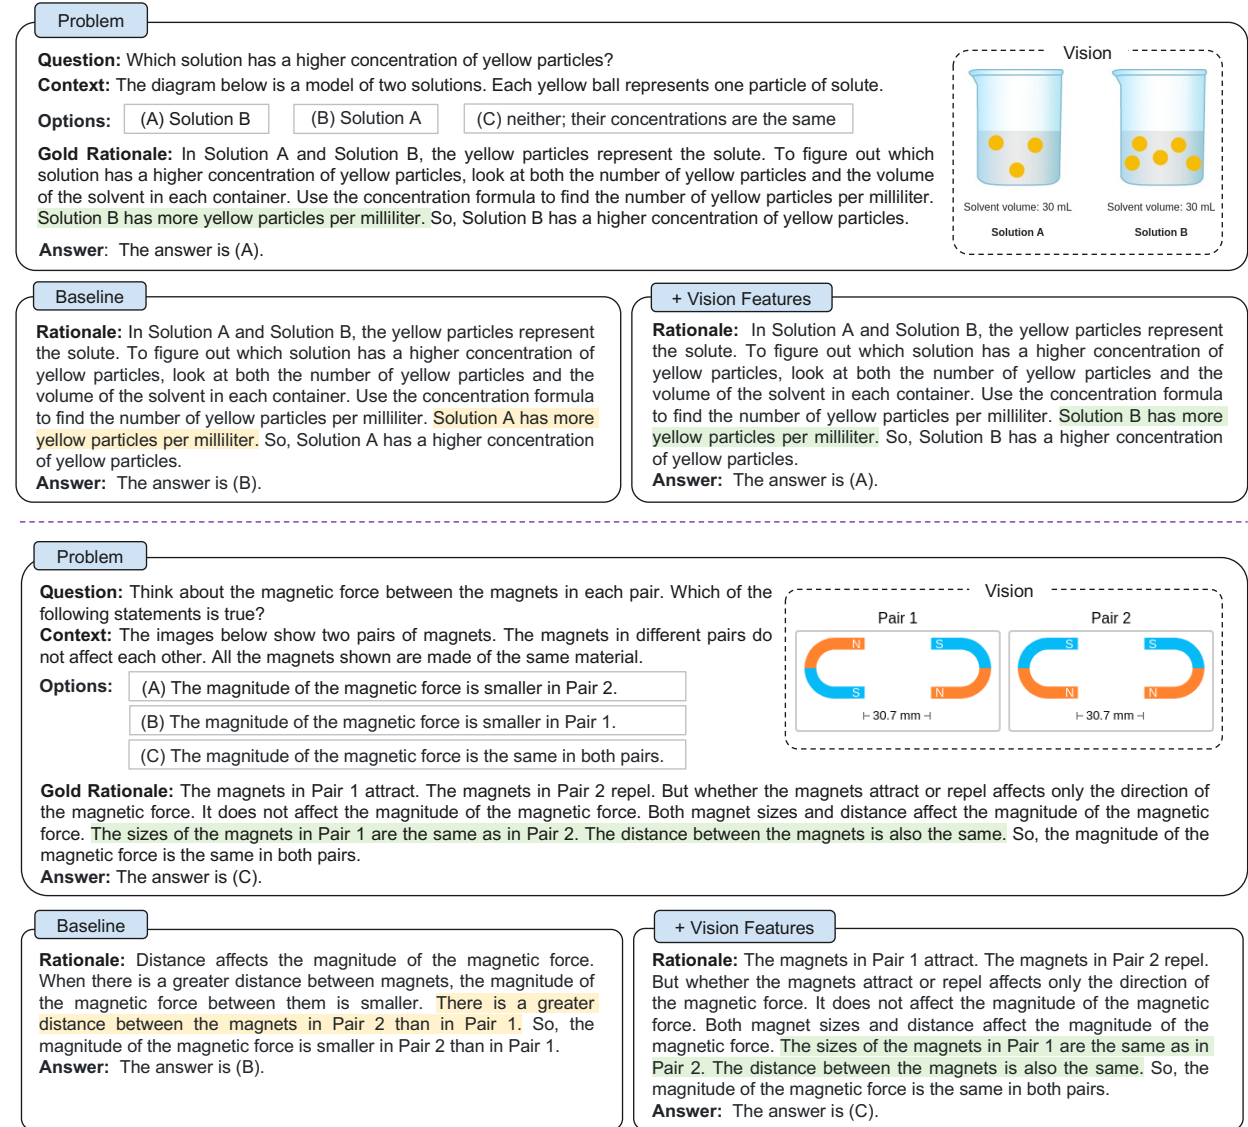 Problem
Question: Which solution has a higher concentration of yellow particles?
Context: The diagram below is a model of two solutions. Each yellow ball represents one particle of solute.
Options: (A) Solution B (B) Solution A (C) neither; their concentrations are the same
Gold Rationale: In Solution A and Solution B, the yellow particles represent the solute. To figure out which
solution has a higher concentration of yellow particles, look at both the number of yellow particles and the volume
of the solvent in each container. Use the concentration formula to find the number of yellow particles per milliliter.
Solution B has more yellow particles per milliliter. So, Solution B has a higher concentration of yellow particles.
Answer: The answer is (A).
Vision
Solvent volume: 30 mL Solvent volume: 30 mL
Solution A Solution B
Baseline
Rationale: In Solution A and Solution B, the yellow particles represent
the solute. To figure out which solution has a higher concentration of
yellow particles, look at both the number of yellow particles and the
volume of the solvent in each container. Use the concentration formula
to find the number of yellow particles per milliliter. Solution A has more
yellow particles per milliliter. So, Solution A has a higher concentration
of yellow particles.
Answer: The answer is (B).
+ Vision Features
Rationale: In Solution A and Solution B, the yellow particles represent
the solute. To figure out which solution has a higher concentration of
yellow particles, look at both the number of yellow particles and the
volume of the solvent in each container. Use the concentration formula
to find the number of yellow particles per milliliter. Solution B has more
yellow particles per milliliter. So, Solution B has a higher concentration
of yellow particles.
Answer: The answer is (A).
Problem
Question: Think about the magnetic force between the magnets in each pair. Which of the
following statements is true?
Context: The images below show two pairs of magnets. The magnets in different pairs do
not affect each other. All the magnets shown are made of the same material.
Options: (A) The magnitude of the magnetic force is smaller in Pair 2.
(B) The magnitude of the magnetic force is smaller in Pair 1.
(C) The magnitude of the magnetic force is the same in both pairs.
Vision
Pair 1 Pair 2
N S S S
S N N N
30.7 mm 30.7 mm
Gold Rationale: The magnets in Pair 1 attract. The magnets in Pair 2 repel. But whether the magnets attract or repel affects only the direction of
the magnetic force. It does not affect the magnitude of the magnetic force. Both magnet sizes and distance affect the magnitude of the magnetic
force. The sizes of the magnets in Pair 1 are the same as in Pair 2. The distance between the magnets is also the same. So, the magnitude of the
magnetic force is the same in both pairs.
Answer: The answer is (C).
Baseline
Rationale: Distance affects the magnitude of the magnetic force.
When there is a greater distance between magnets, the magnitude of
the magnetic force between them is smaller. There is a greater
distance between the magnets in Pair 2 than in Pair 1. So, the
magnitude of the magnetic force is smaller in Pair 2 than in Pair 1.
Answer: The answer is (B).
+ Vision Features
Rationale: The magnets in Pair 1 attract. The magnets in Pair 2 repel.
But whether the magnets attract or repel affects only the direction of
the magnetic force. It does not affect the magnitude of the magnetic
force. Both magnet sizes and distance affect the magnitude of the
magnetic force. The sizes of the magnets in Pair 1 are the same as in
Pair 2. The distance between the magnets is also the same. So, the
magnitude of the magnetic force is the same in both pairs.
Answer: The answer is (C).